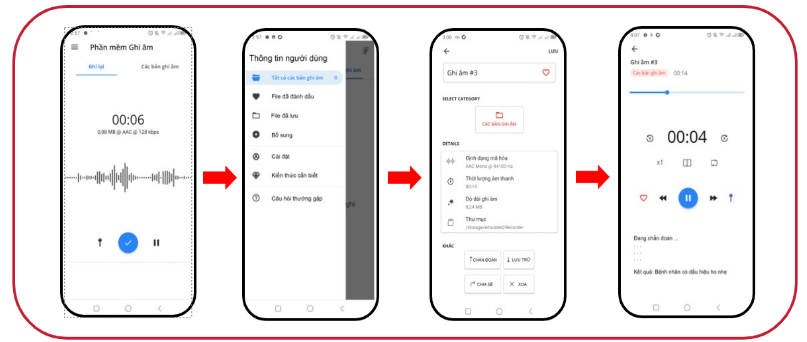 Phần mềm Ghi âm
Ghi lại
Các bản ghi âm
00:06
0.08 MB @ AAC @ 128 kbps
Thông tin người dùng
Tất cả các bản ghi âm
File đã đánh dấu
File đã lưu
Bổ sung
Cài đặt
Kiến thức cần biết
Câu hỏi thường gặp
3:06
LƯU
Ghi âm #3
SELECT CATEGORY
CÁC BẢN GHI ÂM
DETAILS
Định dạng mã hóa
AAC Mono @ 44100 Hz
Thời lượng âm thanh
00:14
Độ dài ghi âm
0.24 MB
Thư mục
/storage/emulated/Recorder
KHÁC
CHẨN ĐOÁN
LƯU TRỮ
CHIA SẺ
XOÁ
Ghi âm #3
Các bản ghi âm
00:14
00:04
x1
Đang chẩn đoán ...
...
...
...
Kết quả: Bệnh nhân có dấu hiệu ho nhẹ